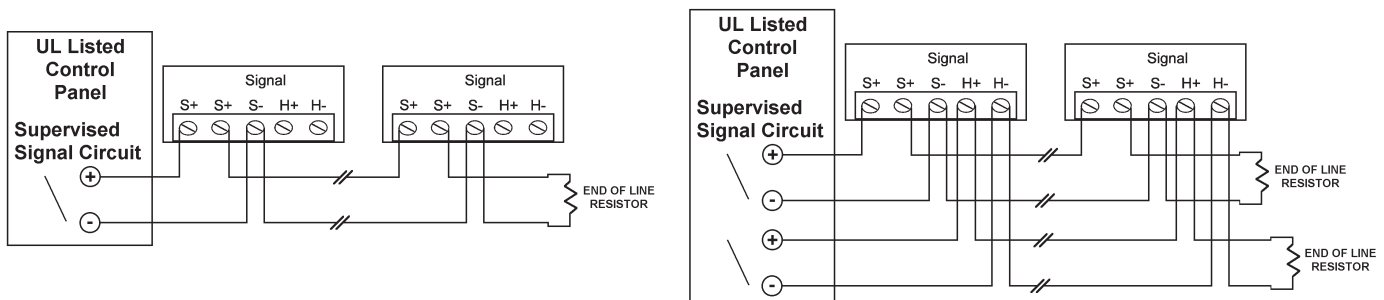 UL Listed
Control
Panel
Supervised
Signal Circuit
+
-
Signal
S+ S+ S- H+ H-
Signal
S+ S+ S- H+ H-
END OF LINE
RESISTOR
UL Listed
Control
Panel
Supervised
Signal Circuit
+
-
+
-
Signal
S+ S+ S- H+ H-
Signal
S+ S+ S- H+ H-
END OF LINE
RESISTOR
END OF LINE
RESISTOR